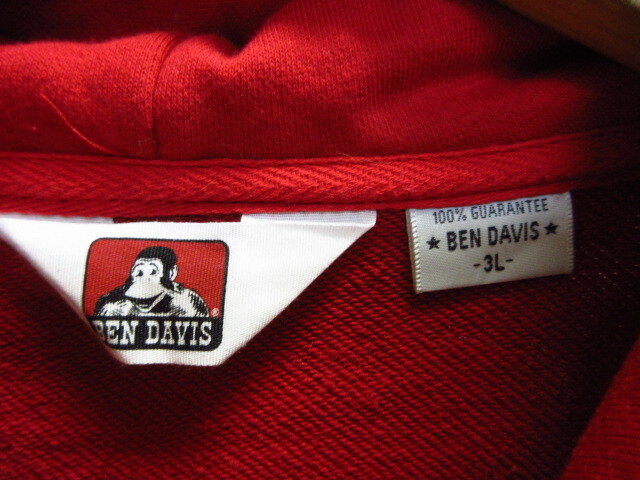 BEN DAVIS
®
100% GUARANTEE
★ BEN DAVIS ★
-3L-